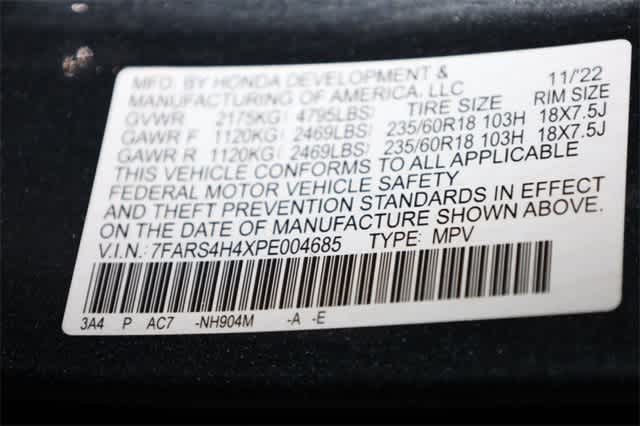 MFD. BY HONDA DEVELOPMENT & 11/'22
MANUFACTURING OF AMERICA, LLC
GVWR 2175KG( 4795LBS) TIRE SIZE RIM SIZE
GAWR F 1120KG( 2469LBS) 235/60R18 103H 18X7.5J
GAWR R 1120KG( 2469LBS) 235/60R18 103H 18X7.5J
THIS VEHICLE CONFORMS TO ALL APPLICABLE
FEDERAL MOTOR VEHICLE SAFETY
AND THEFT PREVENTION STANDARDS IN EFFECT
ON THE DATE OF MANUFACTURE SHOWN ABOVE.
V.I.N.: 7FARS4H4XPE004685 TYPE: MPV
3A4 P AC7 -NH904M -A -E